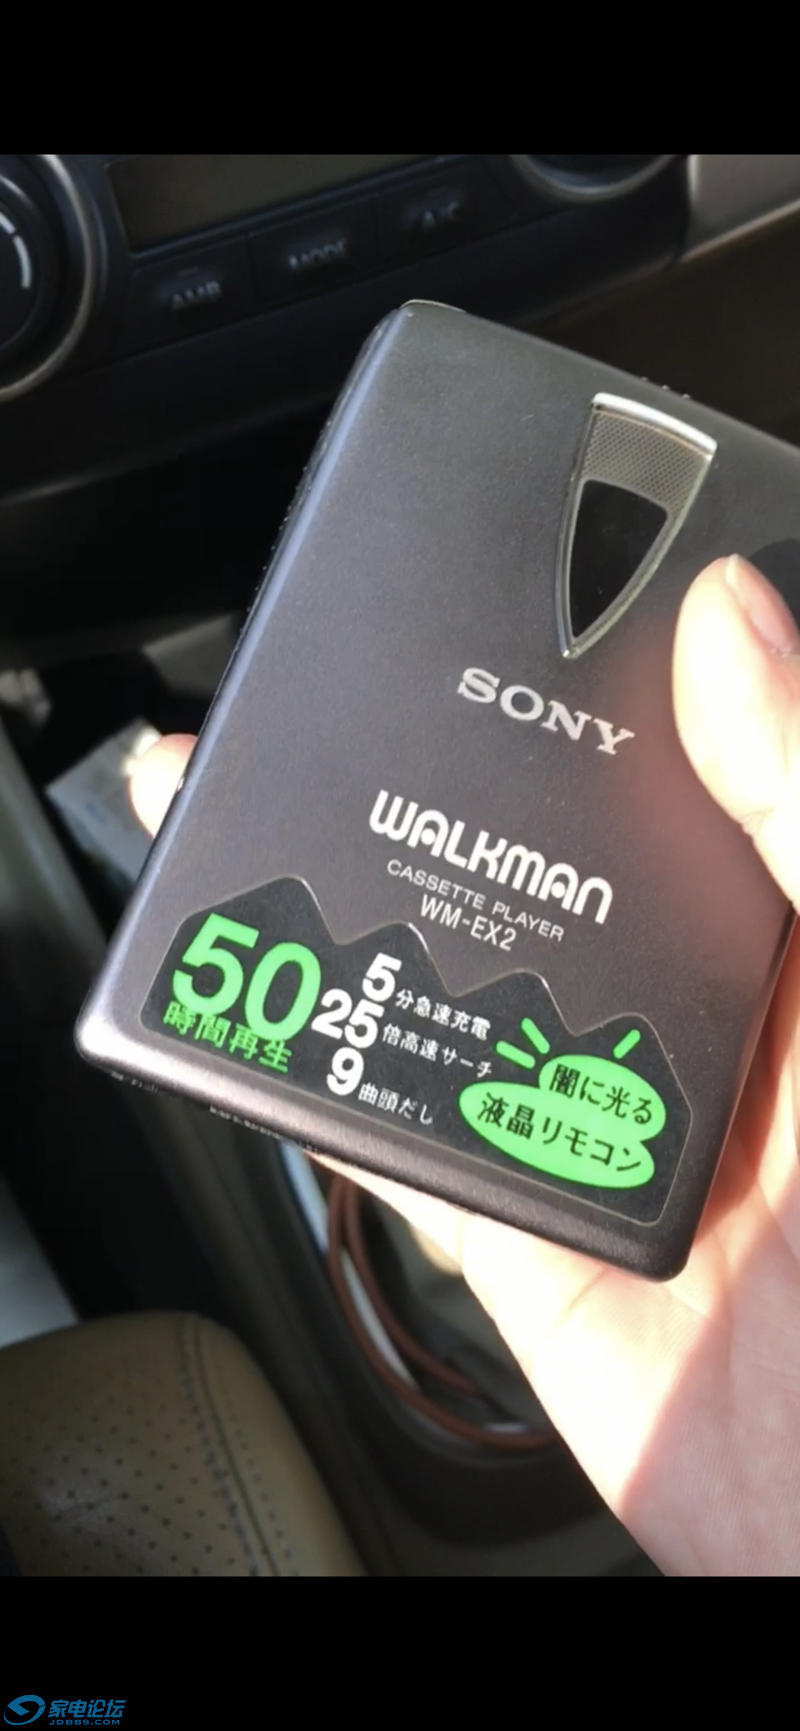 AMB
MODE
A/C
SONY
WALKMAN
CASSETTE PLAYER
WM-EX2
50
時間再生
5分急速充電
25倍高速サーチ
9曲頭だし
闇に光る
液晶リモコン
家电论坛
JDBBS.COM